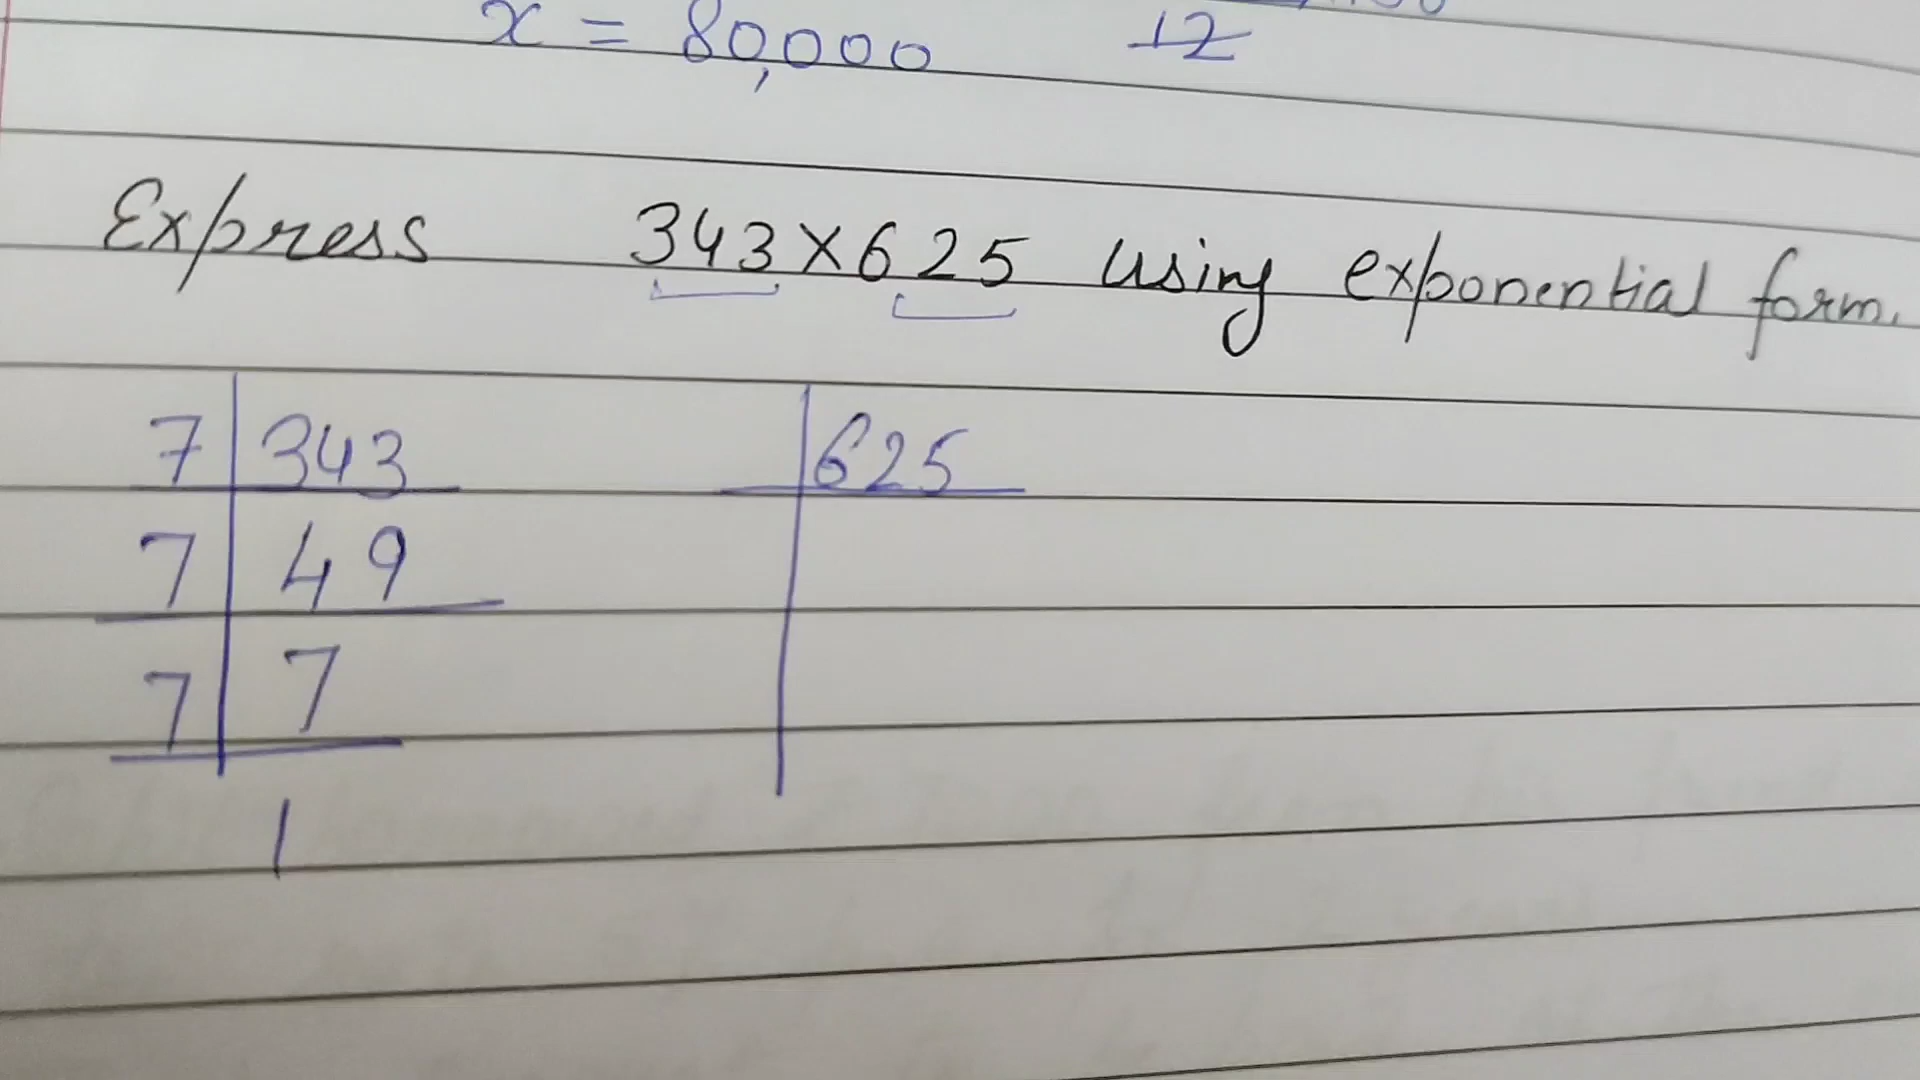 x = 80,000 12
Express 343×625 using exponential form.
7 343 625
7 49
7 7
1